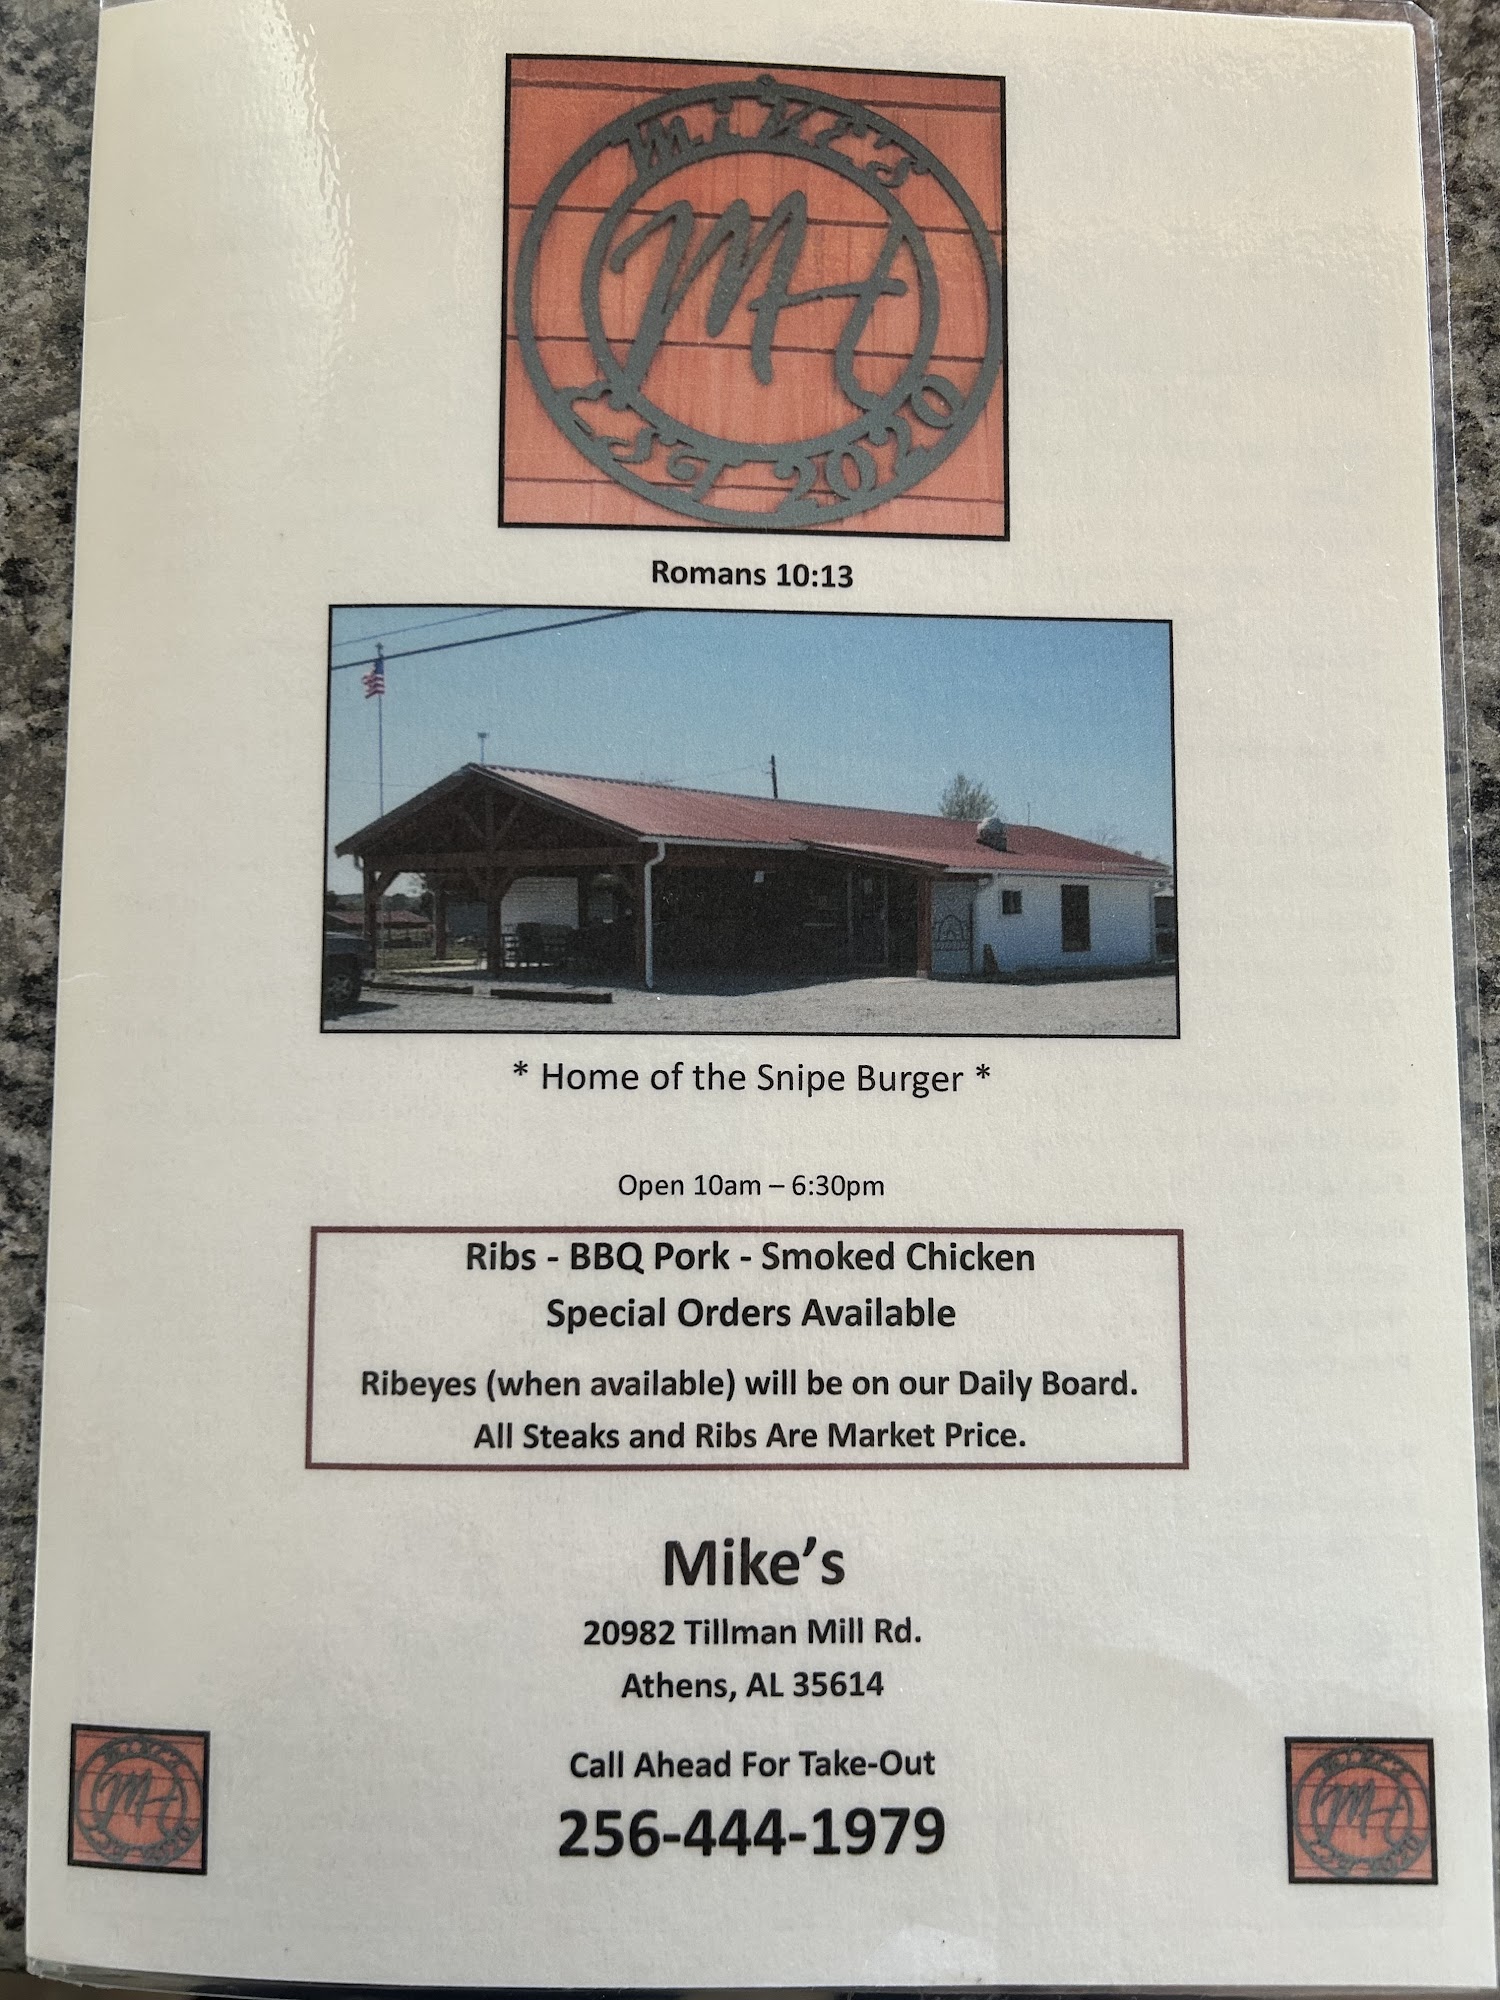 MiKE'S
MH
EST 2020
Romans 10:13
* Home of the Snipe Burger *
Open 10am – 6:30pm
Ribs - BBQ Pork - Smoked Chicken
Special Orders Available
Ribeyes (when available) will be on our Daily Board.
All Steaks and Ribs Are Market Price.
Mike's
20982 Tillman Mill Rd.
Athens, AL 35614
Call Ahead For Take-Out
256-444-1979